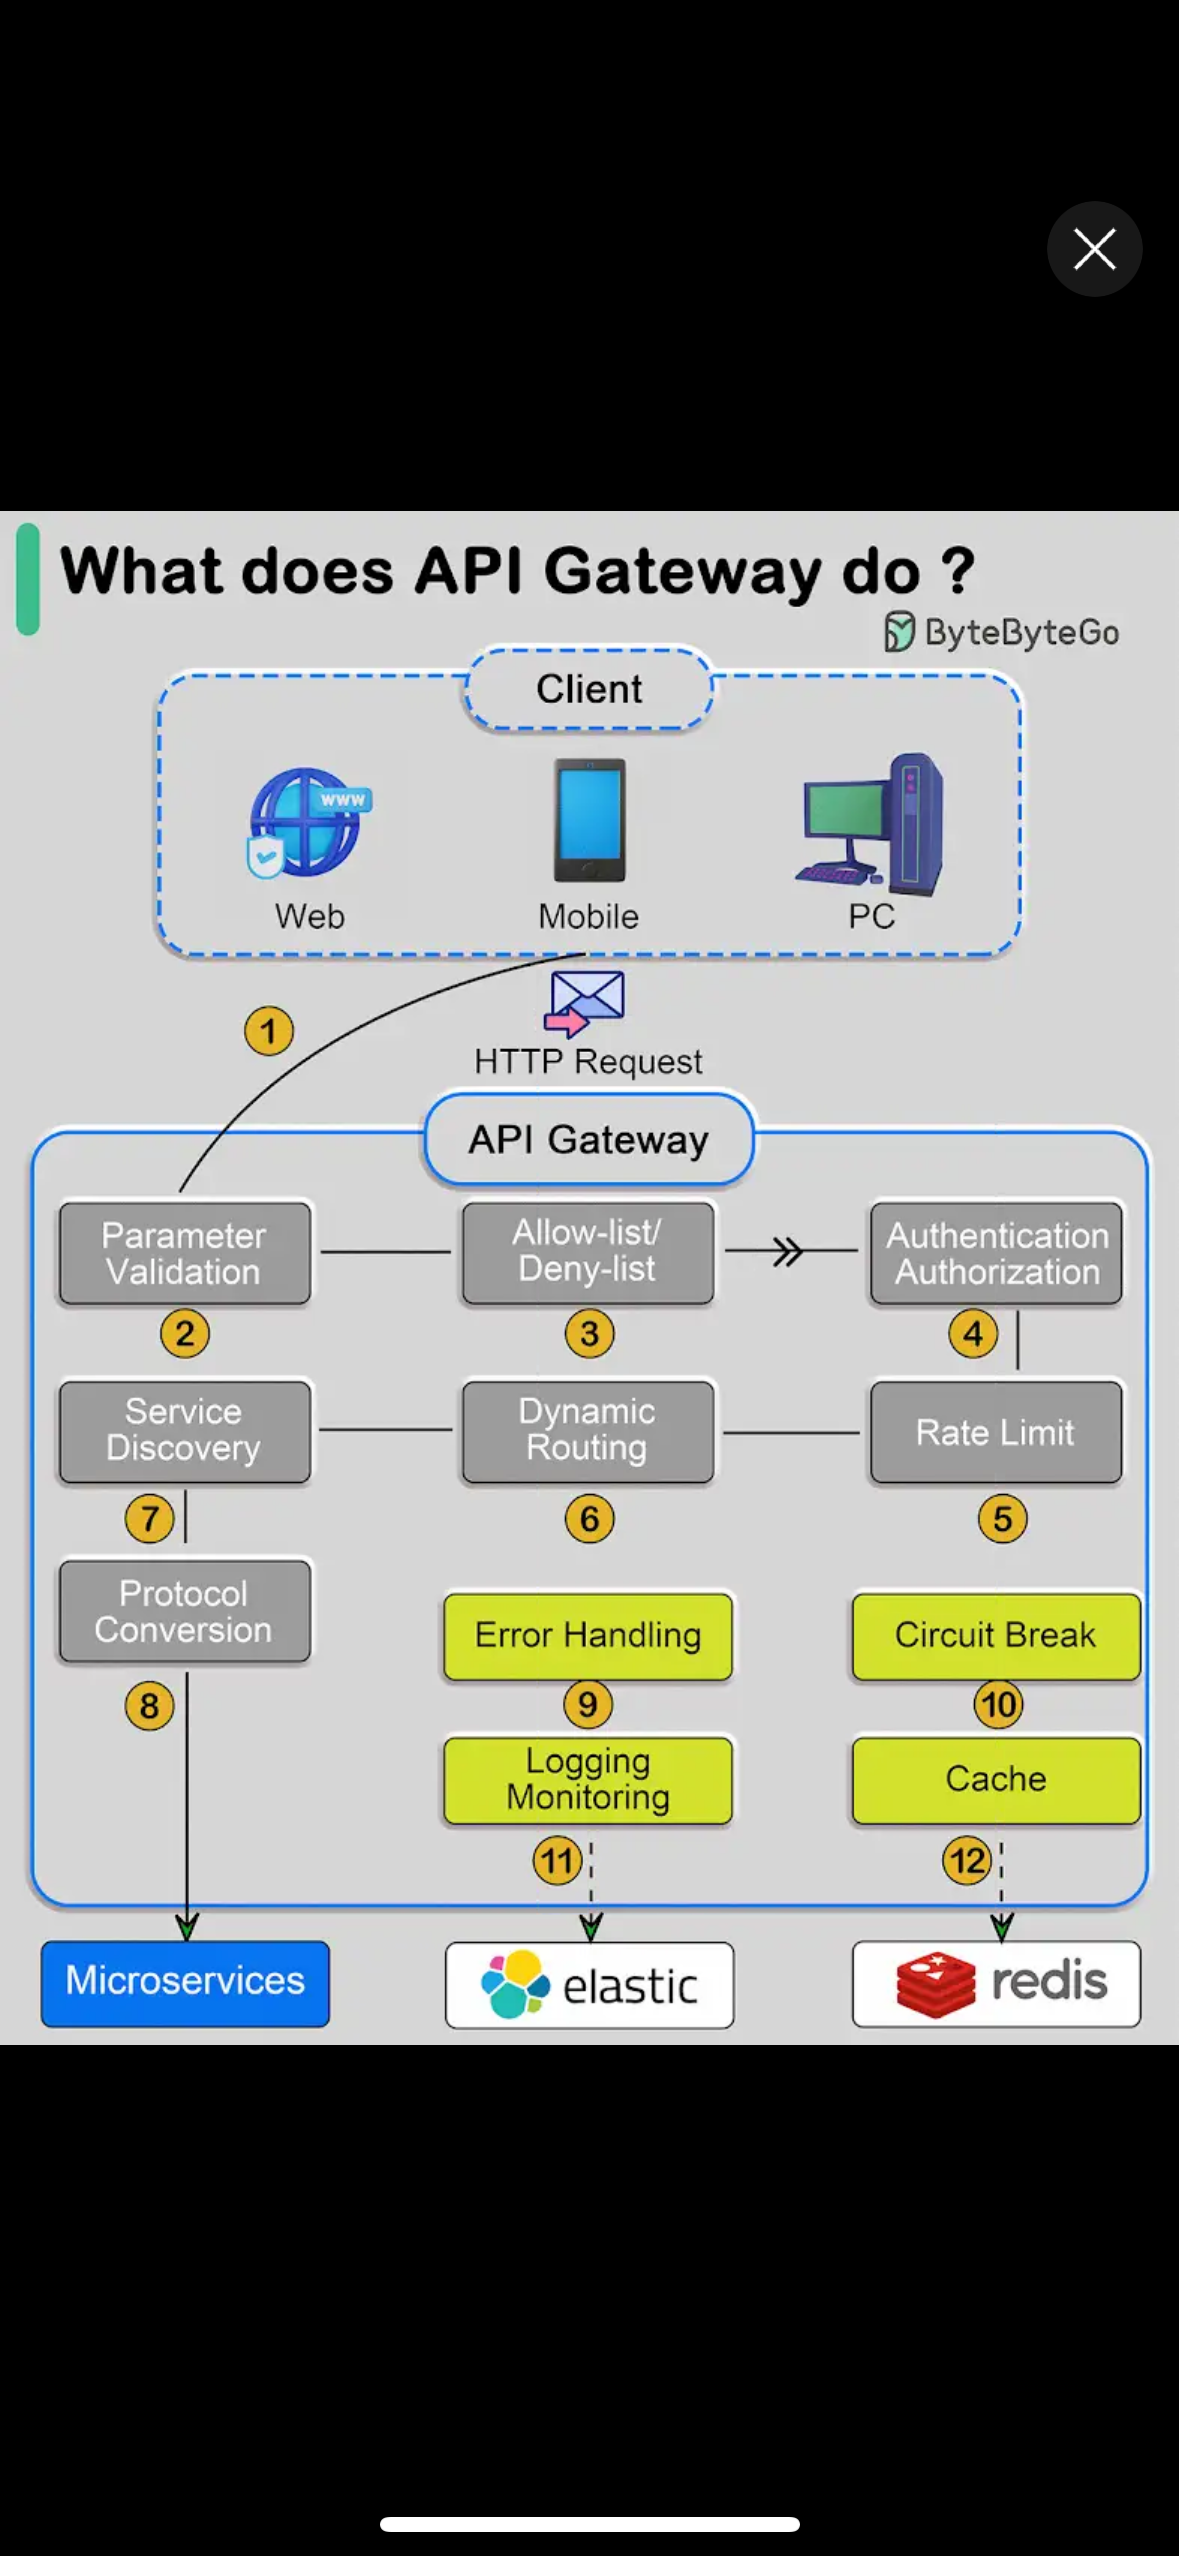 What does API Gateway do ?
ByteByteGo
Client
www
Web
Mobile
PC
1
HTTP Request
API Gateway
Parameter
Validation
2
Allow-list/
Deny-list
3
Authentication
Authorization
4
Service
Discovery
7
Dynamic
Routing
6
Rate Limit
5
Protocol
Conversion
8
Error Handling
9
Circuit Break
10
Logging
Monitoring
11
Cache
12
Microservices
elastic
redis